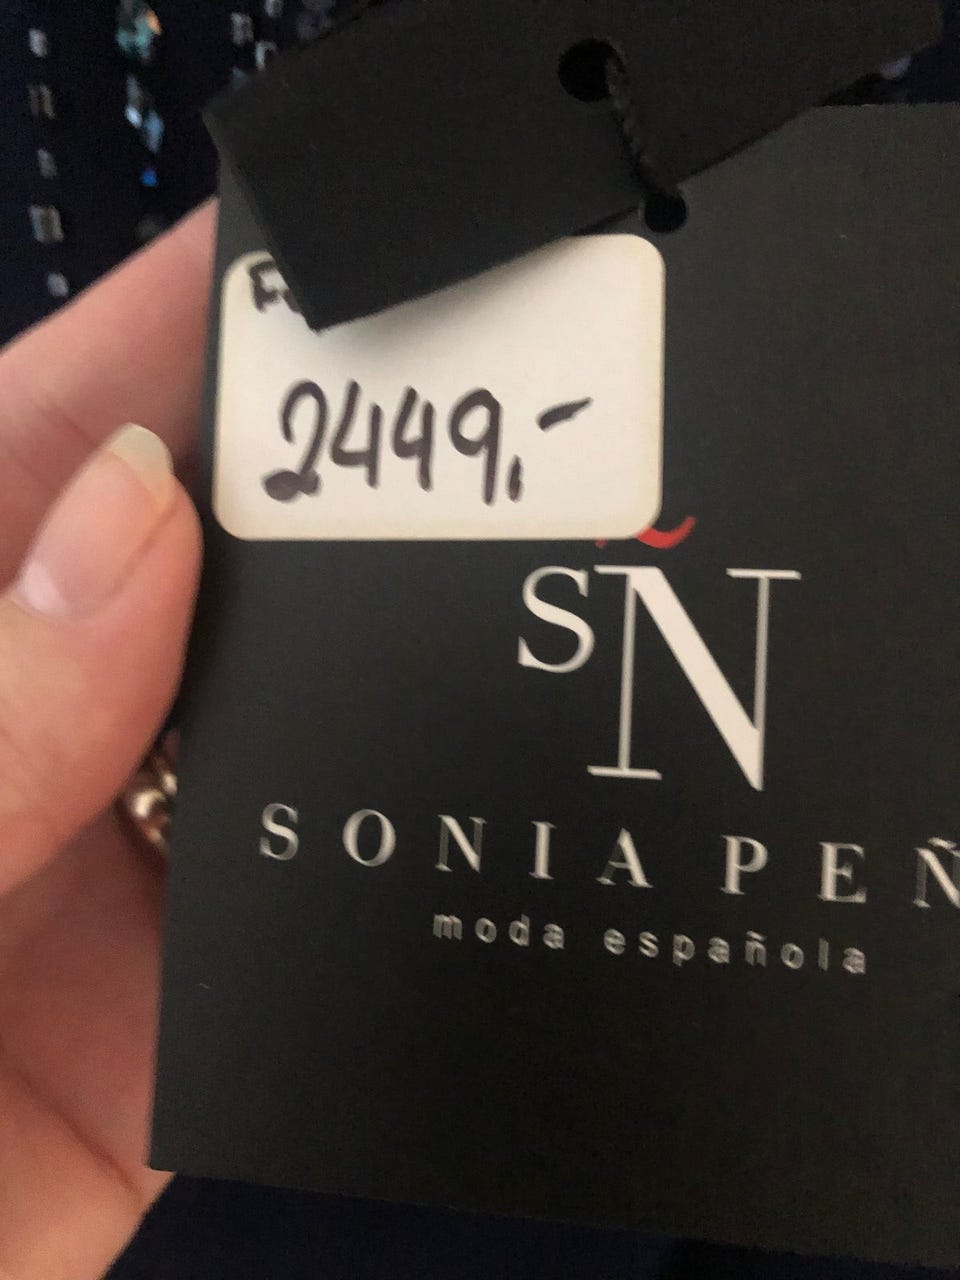 2449,-
SÑ
SONIA PEÑ
moda española